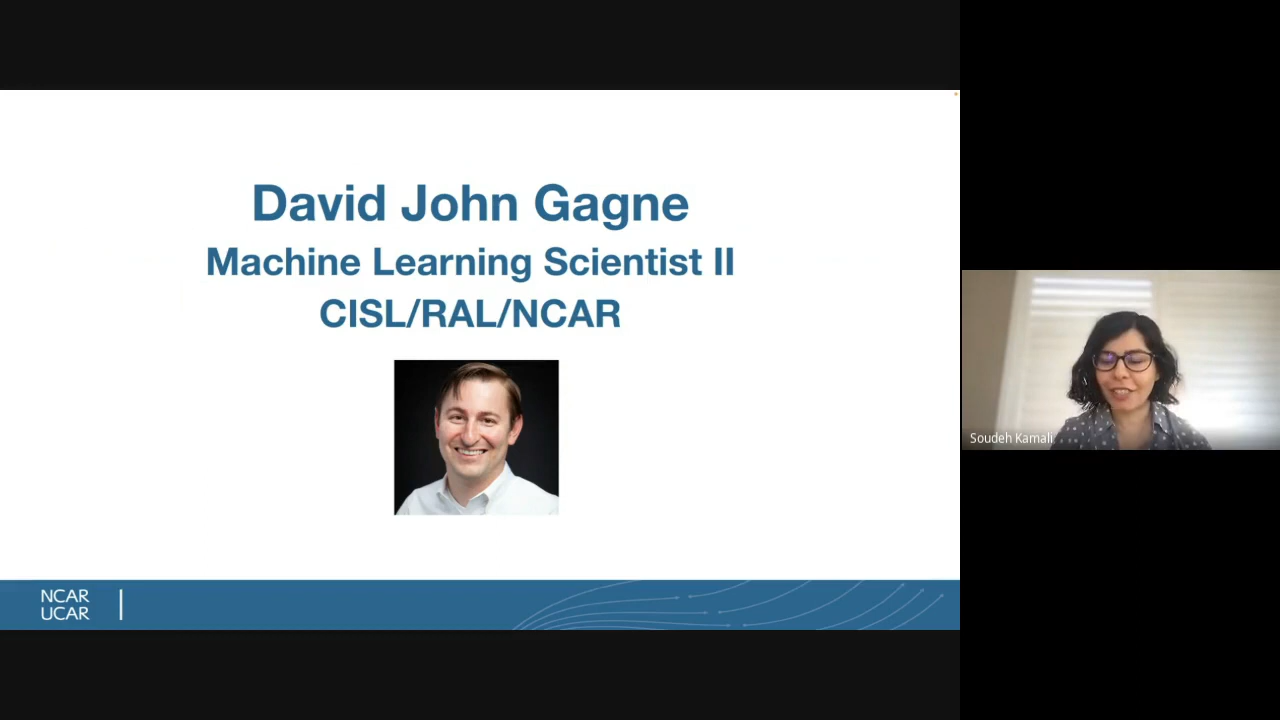 David John Gagne
Machine Learning Scientist II
CISL/RAL/NCAR
NCAR
UCAR
Soudeh Kamali